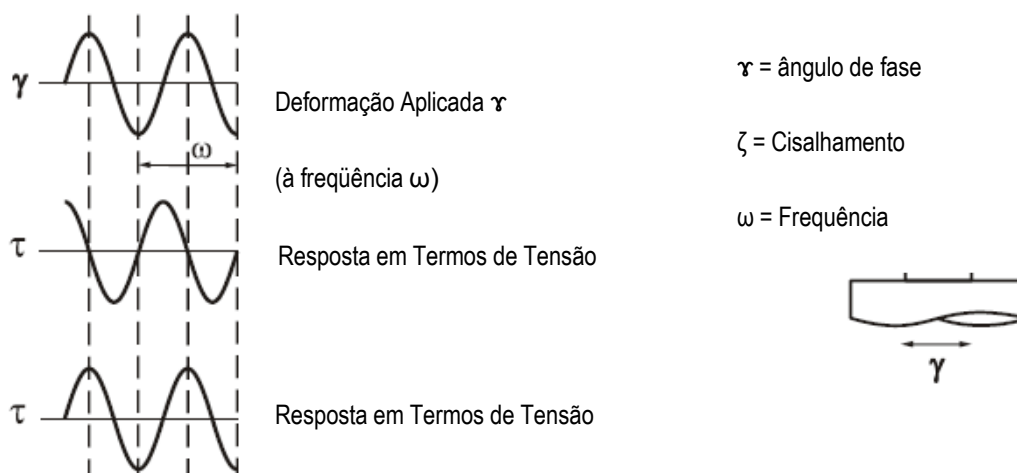 γ
Deformação Aplicada ɤ
ω
(à freqüência ω)
τ
Resposta em Termos de Tensão
τ
Resposta em Termos de Tensão
ɤ = ângulo de fase
ζ = Cisalhamento
ω = Frequência
γ